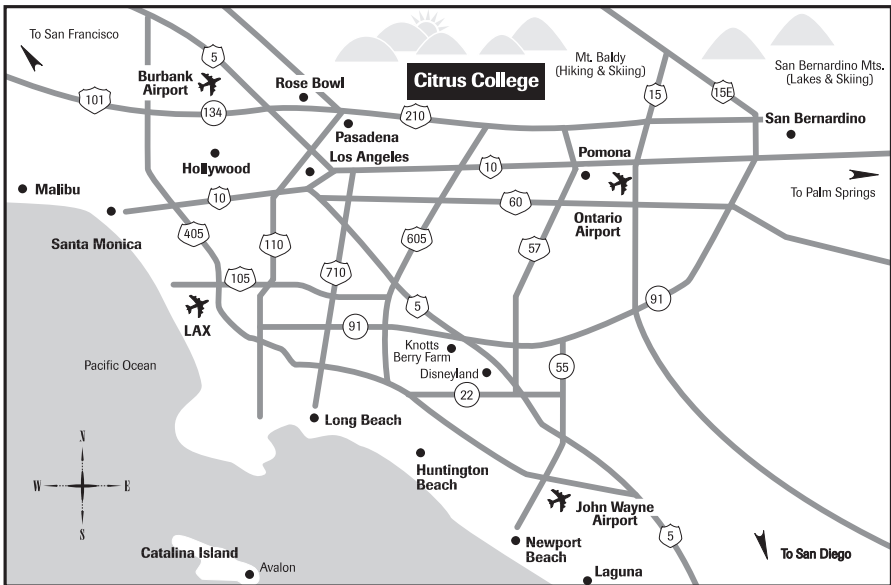 To San Francisco
5
Burbank
Airport
Rose Bowl
Citrus College
Mt. Baldy
(Hiking & Skiing)
San Bernardino Mts.
(Lakes & Skiing)
101
134
210
15
15E
San Bernardino
Pasadena
Los Angeles
Hollywood
Pomona
10
Malibu
10
60
Ontario
Airport
To Palm Springs
Santa Monica
405
110
605
57
105
710
5
91
LAX
91
Knotts
Berry Farm
Disneyland
55
Pacific Ocean
22
Long Beach
N
W
E
S
Huntington
Beach
John Wayne
Airport
5
Newport
Beach
To San Diego
Catalina Island
Avalon
Laguna